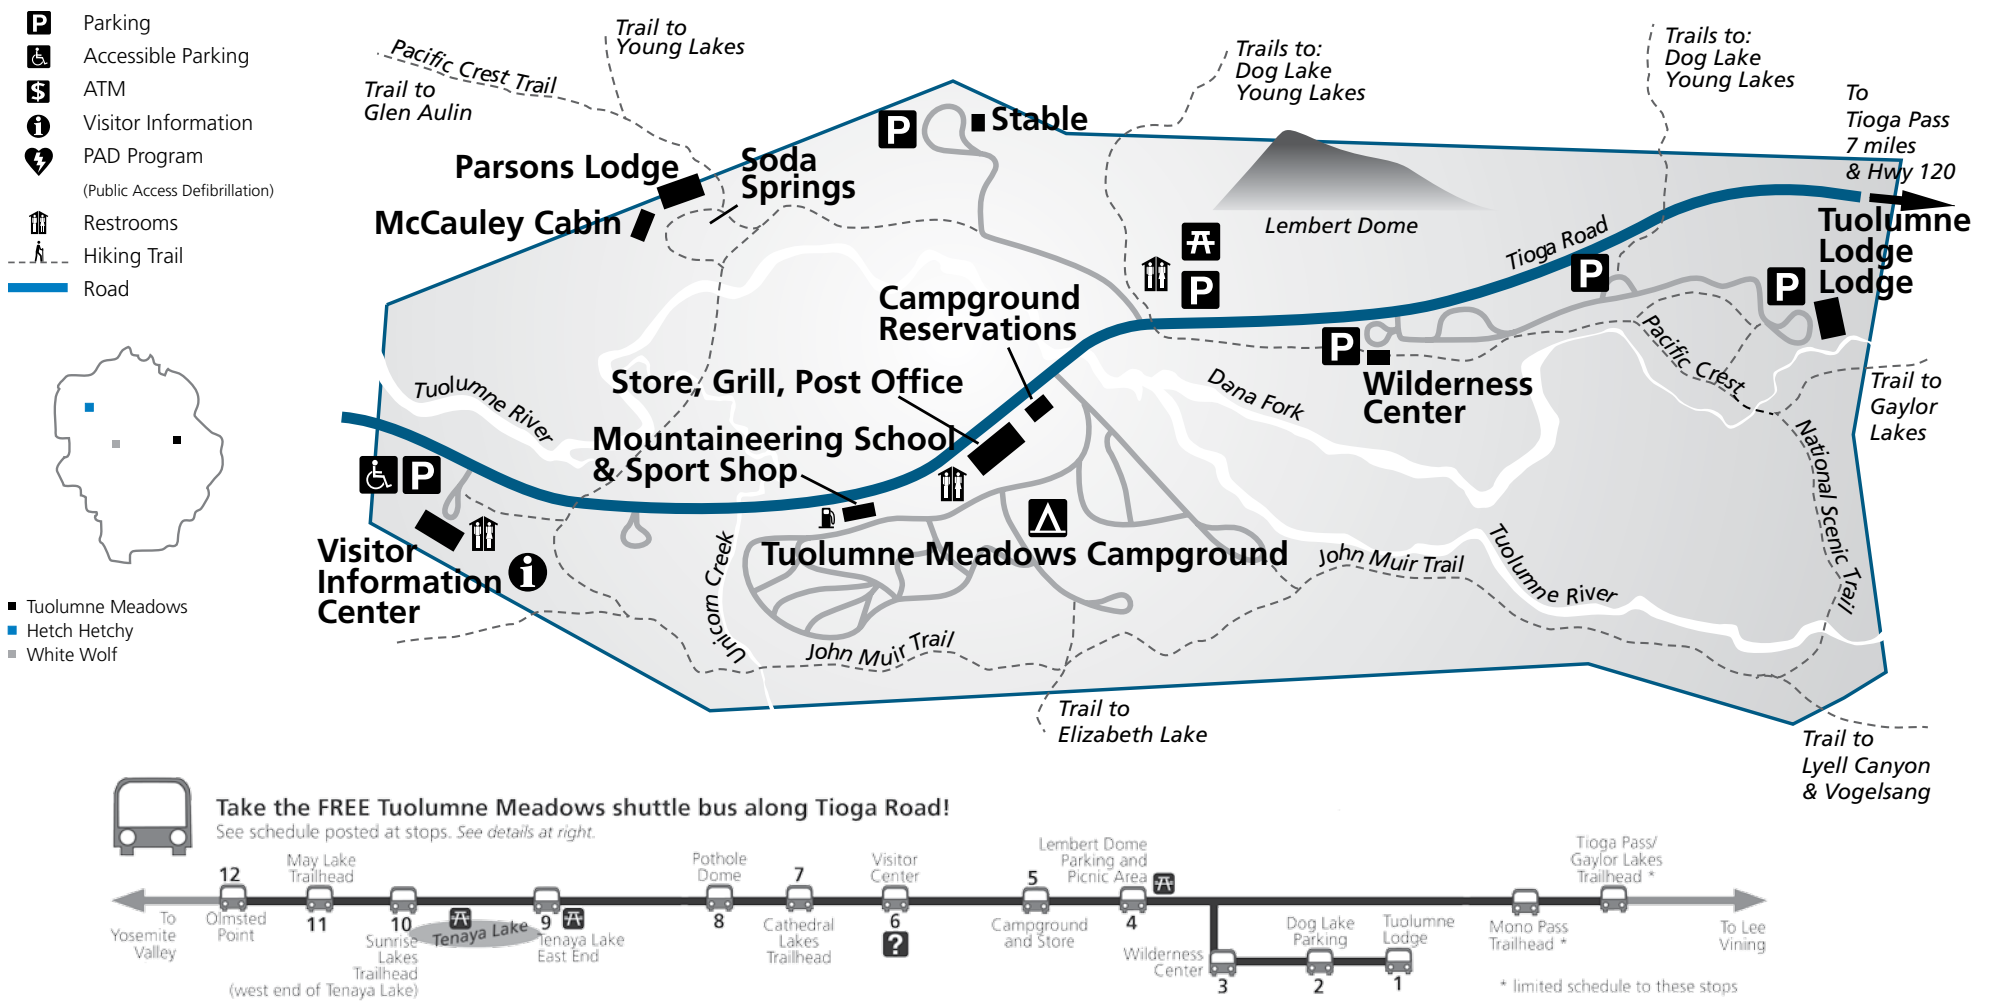 P Parking
Accessible Parking
$ ATM
i Visitor Information
PAD Program
(Public Access Defibrillation)
Restrooms
Hiking Trail
Road
Tuolumne Meadows
Hetch Hetchy
White Wolf
Pacific Crest Trail
Trail to
Glen Aulin
Trail to
Young Lakes
Trails to:
Dog Lake
Young Lakes
Trails to:
Dog Lake
Young Lakes
To
Tioga Pass
7 miles
& Hwy 120
P
Stable
Parsons Lodge
Soda
Springs
McCauley Cabin
Lembert Dome
P
Tioga Road
P
P
Tuolumne
Lodge
Lodge
Lodge
Campground
Reservations
P
Wilderness
Center
Pacific Crest
National Scenic Trail
Trail to
Gaylor
Lakes
Store, Grill, Post Office
Mountaineering School
& Sport Shop
Tuolumne River
Dana Fork
P
Visitor
Information
Center
i
Unicorn Creek
Tuolumne Meadows Campground
John Muir Trail
John Muir Trail
Tuolumne River
Trail to
Elizabeth Lake
Trail to
Lyell Canyon
& Vogelsang
Take the FREE Tuolumne Meadows shuttle bus along Tioga Road!
See schedule posted at stops. See details at right.
To
Yosemite
Valley
12
Olmsted
Point
May Lake
Trailhead
11
10
Sunrise
Lakes
Trailhead
(west end of Tenaya Lake)
Tenaya Lake
9
Tenaya Lake
East End
Pothole
Dome
8
7
Cathedral
Lakes
Trailhead
Visitor
Center
6
?
5
Campground
and Store
Lembert Dome
Parking and
Picnic Area
4
Wilderness
Center
3
Dog Lake
Parking
2
Tuolumne
Lodge
1
Mono Pass
Trailhead *
Tioga Pass/
Gaylor Lakes
Trailhead *
To Lee
Vining
* limited schedule to these stops